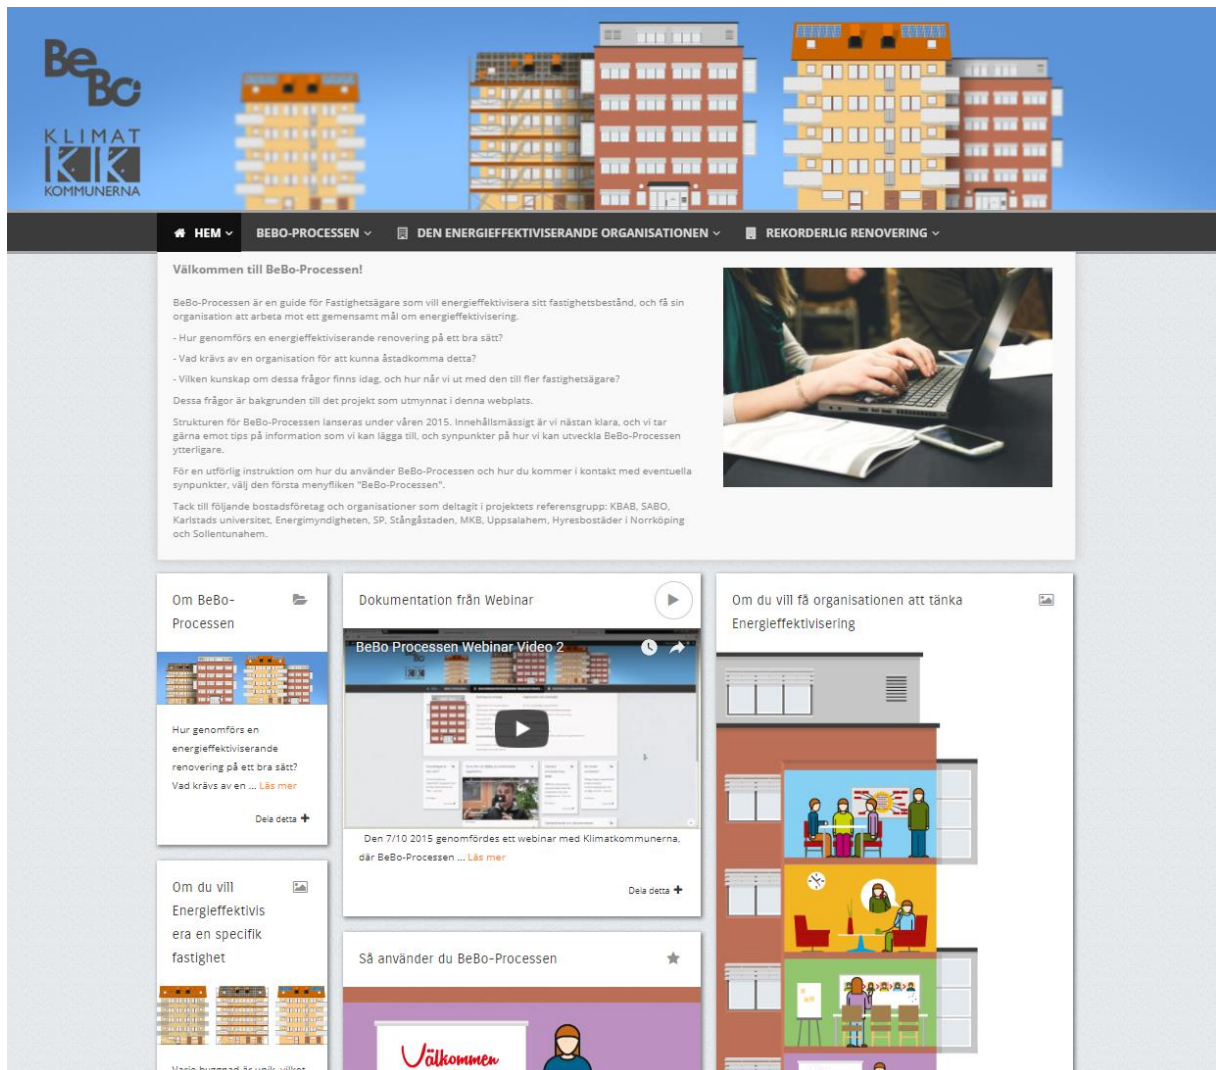 BeBo
KLIMAT
KK
KOMMUNERNA
HEM
BEBO-PROCESSEN
DEN ENERGIEFFEKTIVISERANDE ORGANISATIONEN
REKORDERLIG RENOVERING
Välkommen till BeBo-Processen!
BeBo-Processen är en guide för Fastighetsägare som vill energieffektivisera sitt fastighetsbestånd, och få sin
organisation att arbeta mot ett gemensamt mål om energieffektivisering.
- Hur genomförs en energieffektiviserande renovering på ett bra sätt?
- Vad krävs av en organisation för att kunna åstadkomma detta?
- Vilken kunskap om dessa frågor finns idag, och hur når vi ut med den till fler fastighetsägare?
Dessa frågor är bakgrunden till det projekt som utmynnat i denna webplats.
Strukturen för BeBo-Processen lanseras under våren 2015. Innehållsmässigt är vi nästan klara, och vi tar
gärna emot tips på information som vi kan lägga till, och synpunkter på hur vi kan utveckla BeBo-Processen
ytterligare.
För en utförlig instruktion om hur du använder BeBo-Processen och hur du kommer i kontakt med eventuella
synpunkter, välj den första menyfliken "BeBo-Processen".
Tack till följande bostadsföretag och organisationer som deltagit i projektets referensgrupp: KBAB, SABO,
Karlstads universitet, Energimyndigheten, SP, Stångåstaden, MKB, Uppsalahem, Hyresbostäder i Norrköping
och Sollentunahem.
Om BeBo-
Processen
Hur genomförs en
energieffektiviserande
renovering på ett bra sätt?
Vad krävs av en ... Läs mer
Dela detta +
Om du vill
Energieffektivis
era en specifik
fastighet
Varje byggnad är unik, vilket
Dokumentation från Webinar
BeBo Processen Webinar Video 2
Den 7/10 2015 genomfördes ett webinar med Klimatkommunerna,
där BeBo-Processen ... Läs mer
Dela detta +
Så använder du BeBo-Processen
Välkommen
Om du vill få organisationen att tänka
Energieffektivisering